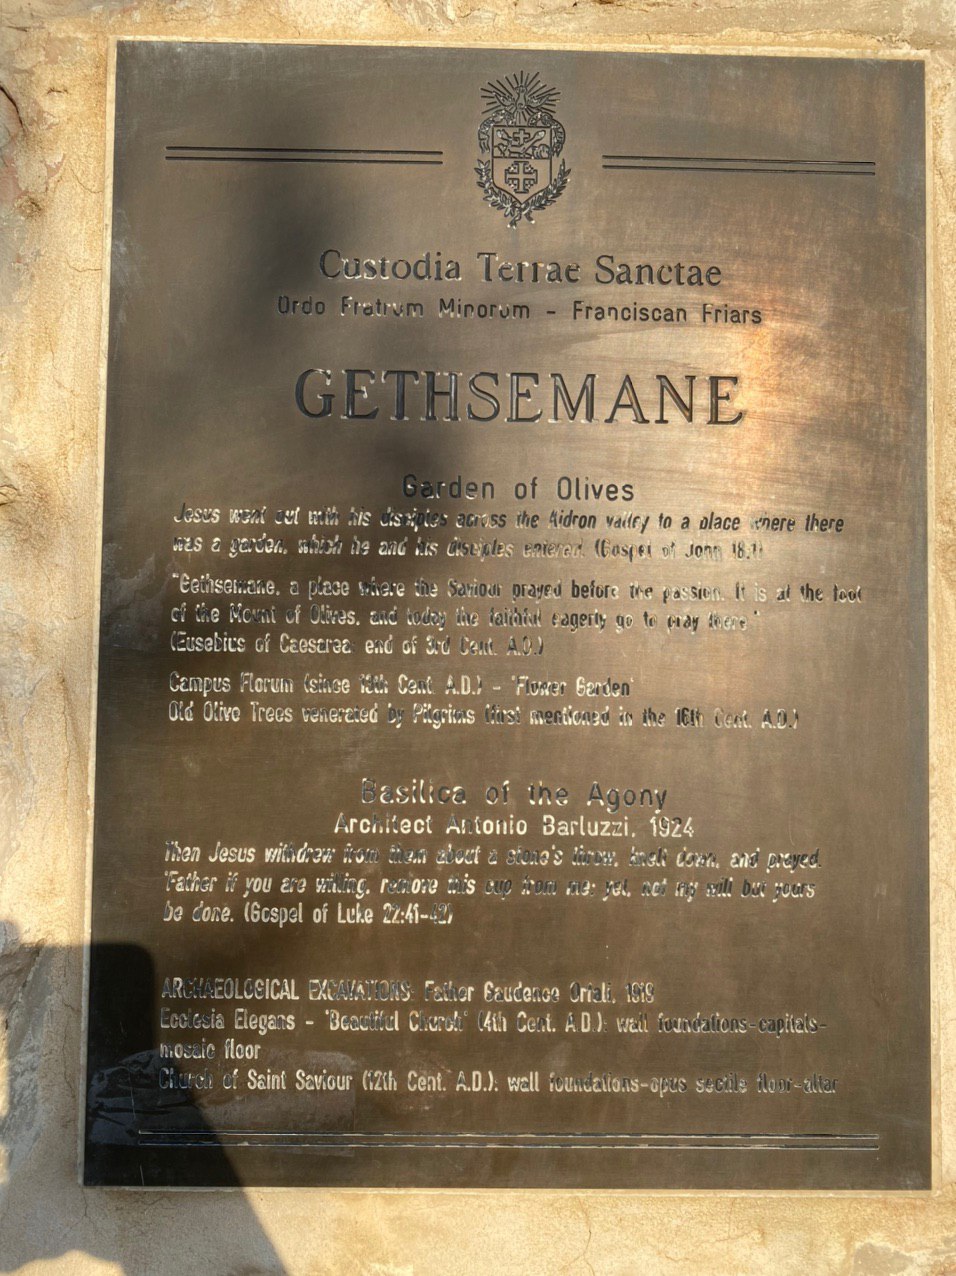 Custodia Terrae Sanctae
Ordo Fratrum Minorum - Franciscan Friars
GETHSEMANE
Garden of Olives
Jesus went out with his disciples across the Kidron valley to a place where there
was a garden, which he and his disciples entered. (Gospel of John 18,1)
"Gethsemane, a place where the Saviour prayed before the passion. It is at the foot
of the Mount of Olives, and today the faithful eagerly go to pray there"
(Eusebius of Caesarea: end of 3rd Cent. A.D.)
Campus Florum (since 13th Cent. A.D.) - "Flower Garden"
Old Olive Trees venerated by Pilgrims (first mentioned in the 16th Cent. A.D.)
Basilica of the Agony
Architect Antonio Barluzzi, 1924
Then Jesus withdrew from them about a stone's throw, knelt down, and prayed,
"Father if you are willing, remove this cup from me; yet, not my will but yours
be done. (Gospel of Luke 22:41-42)
ARCHAEOLOGICAL EXCAVATIONS: Father Gaudence Orfali, 1919
Ecclesia Elegans - "Beautiful Church" (4th Cent. A.D.): wall foundations-capitals-
mosaic floor
Church of Saint Saviour (12th Cent. A.D.): wall foundations-opus sectile floor-altar